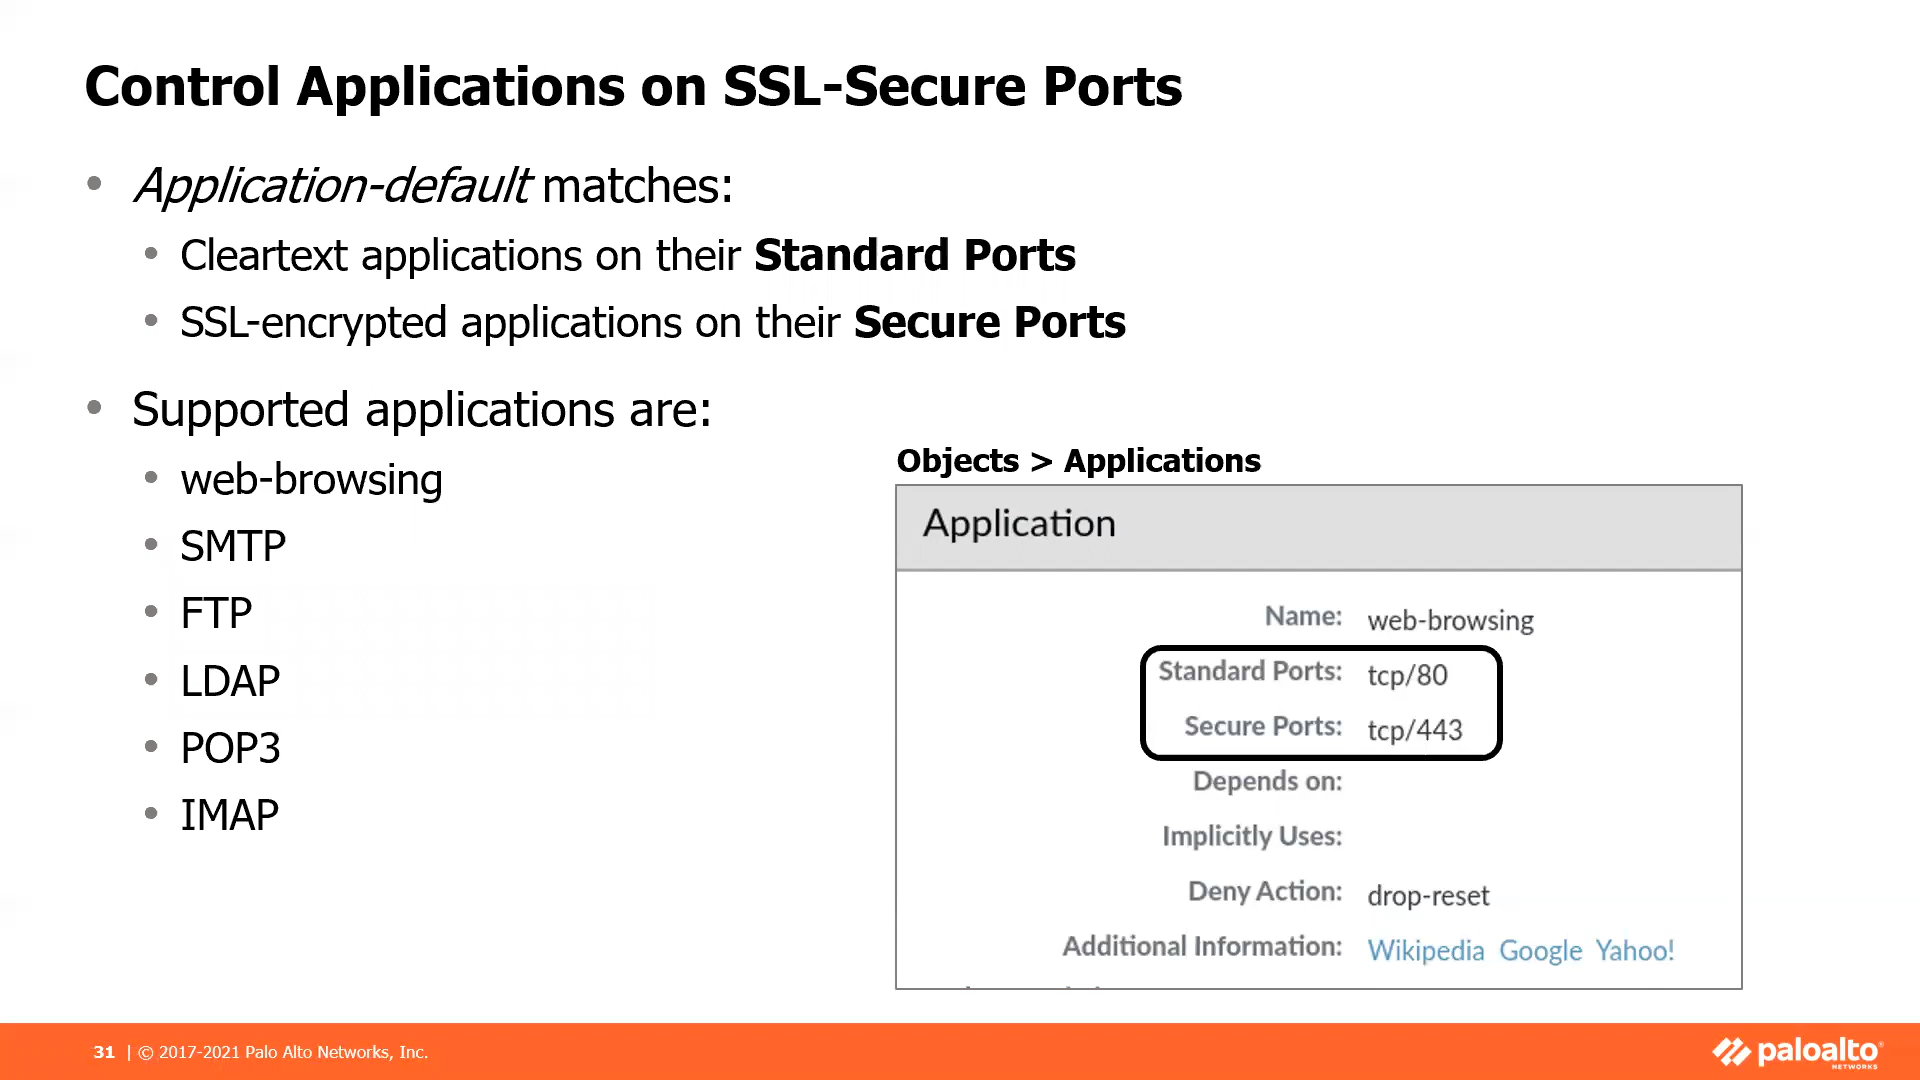 Control Applications on SSL-Secure Ports
• Application-default matches:
• Cleartext applications on their Standard Ports
• SSL-encrypted applications on their Secure Ports
• Supported applications are:
• web-browsing
• SMTP
• FTP
• LDAP
• POP3
• IMAP
Objects > Applications
Application
Name: web-browsing
Standard Ports: tcp/80
Secure Ports: tcp/443
Depends on:
Implicitly Uses:
Deny Action: drop-reset
Additional Information: Wikipedia Google Yahoo!
31 | © 2017-2021 Palo Alto Networks, Inc.
paloalto®
NETWORKS